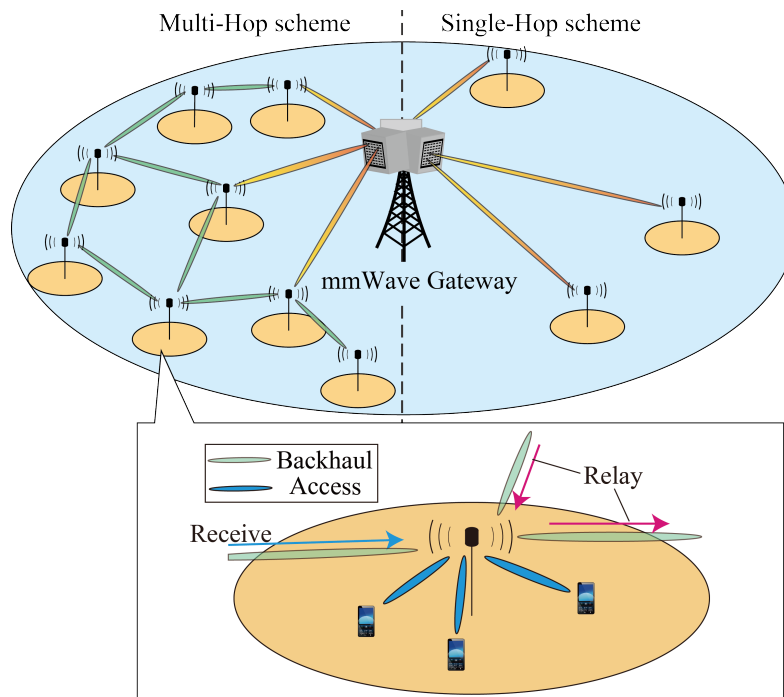 Multi-Hop scheme
Single-Hop scheme
mmWave Gateway
Backhaul
Access
Relay
Receive